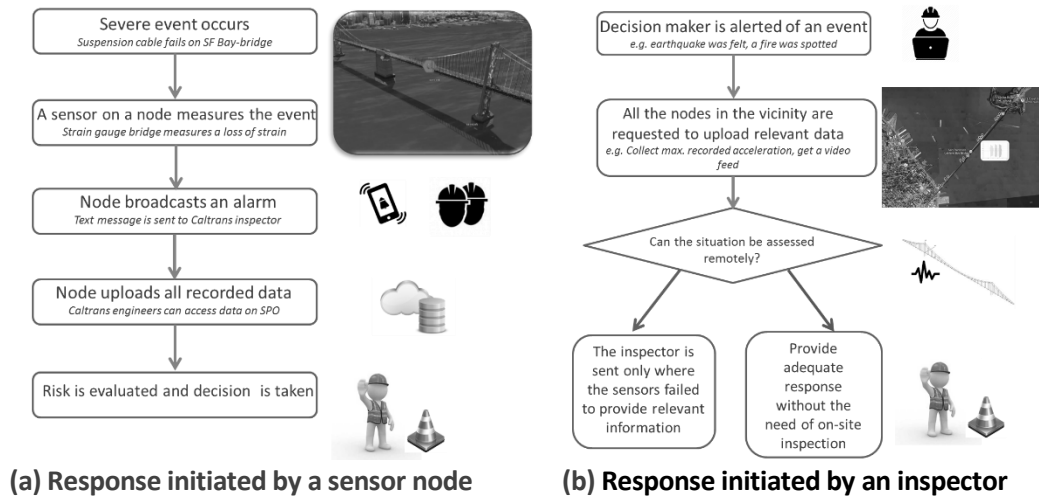 Severe event occurs
Suspension cable fails on SF Bay-bridge
A sensor on a node measures the event
Strain gauge bridge measures a loss of strain
Node broadcasts an alarm
Text message is sent to Caltrans inspector
Node uploads all recorded data
Caltrans engineers can access data on SPO
Risk is evaluated and decision is taken
(a) Response initiated by a sensor node
Decision maker is alerted of an event
e.g. earthquake was felt, a fire was spotted
All the nodes in the vicinity are
requested to upload relevant data
e.g. Collect max. recorded acceleration, get a video
feed
Can the situation be assessed
remotely?
The inspector is
sent only where
the sensors failed
to provide relevant
information
Provide
adequate
response
without the
need of on-site
inspection
(b) Response initiated by an inspector